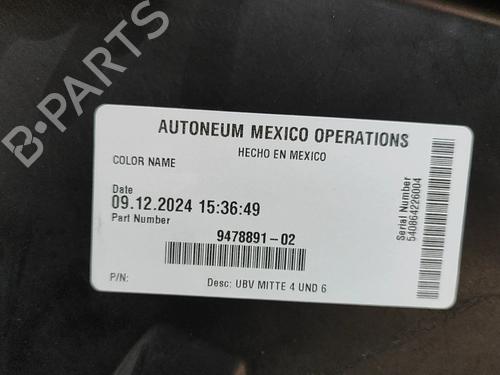 B-PARTS
AUTONEUM MEXICO OPERATIONS
HECHO EN MEXICO
COLOR NAME
Date
09.12.2024 15:36:49
Part Number
9478891-02
P/N:
Desc: UBV MITTE 4 UND 6
Serial Number
540864226004